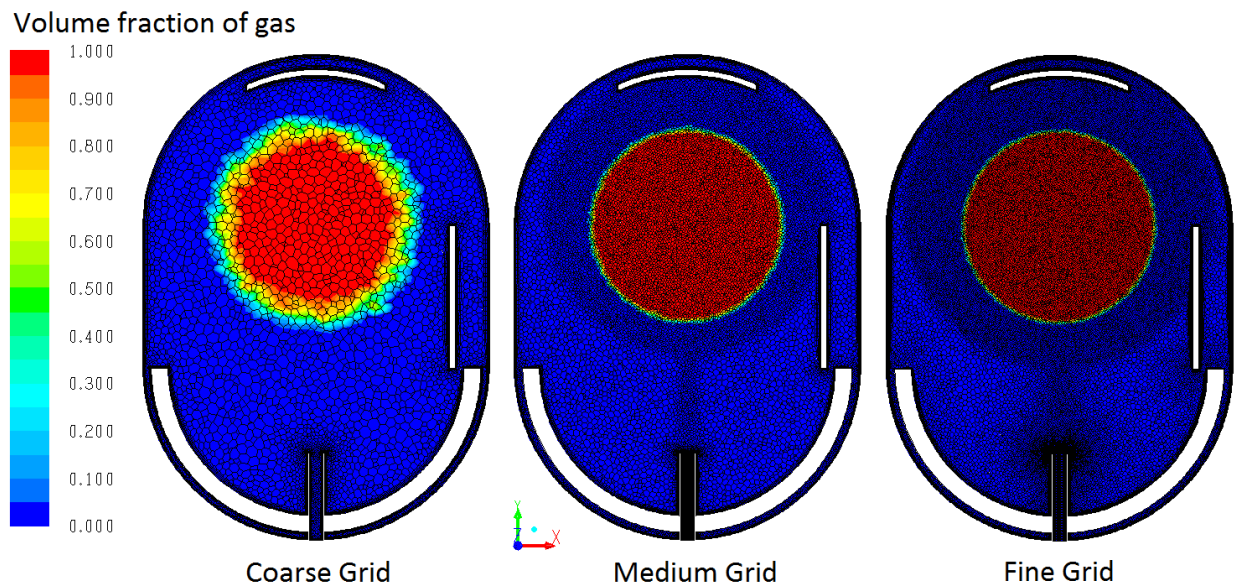 Volume fraction of gas
1.000
0.900
0.800
0.700
0.600
0.500
0.400
0.300
0.200
0.100
0.000
Y
Z
X
Coarse Grid
Medium Grid
Fine Grid